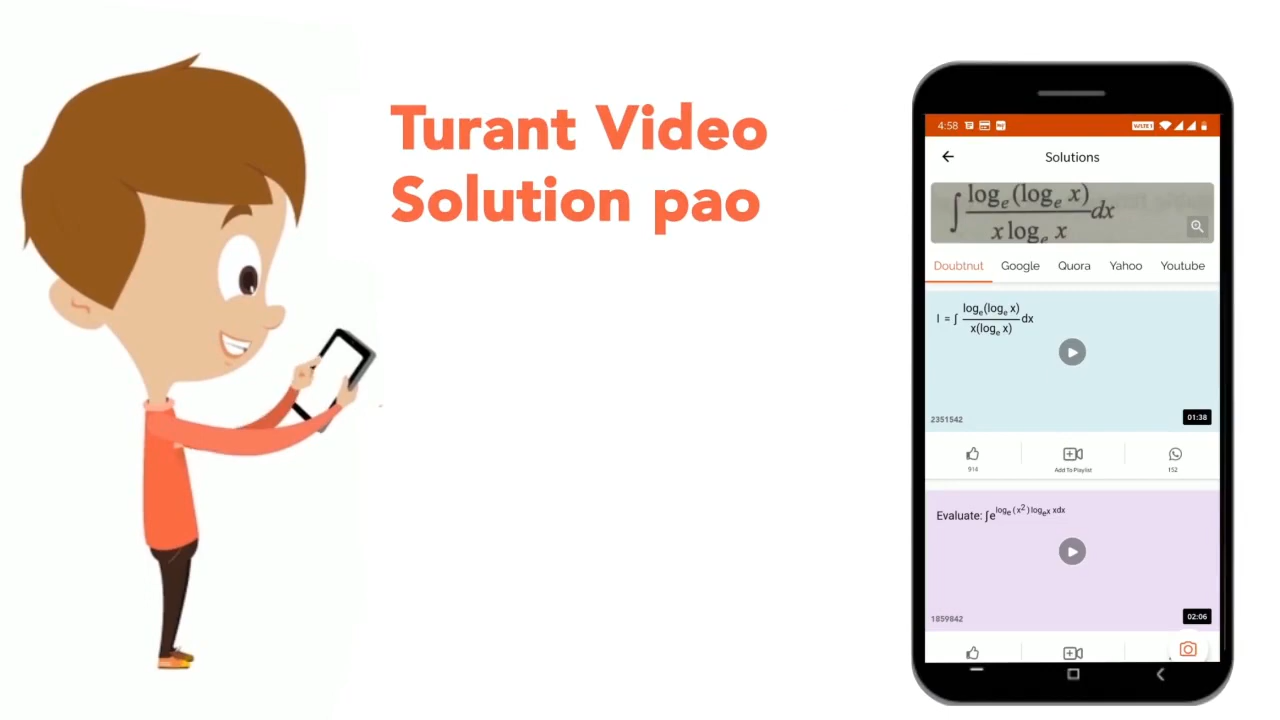 Turant Video
Solution pao
4:58
VoLTE1
Solutions
∫ logₑ(logₑ x) / x logₑ x dx
Doubtnut Google Quora Yahoo Youtube
I = ∫ logₑ(logₑ x) / x(logₑ x) dx
2351542 01:38
914 Add To Playlist 152
Evaluate: ∫e^logₑ(x²)logₑx xdx
1859842 02:06